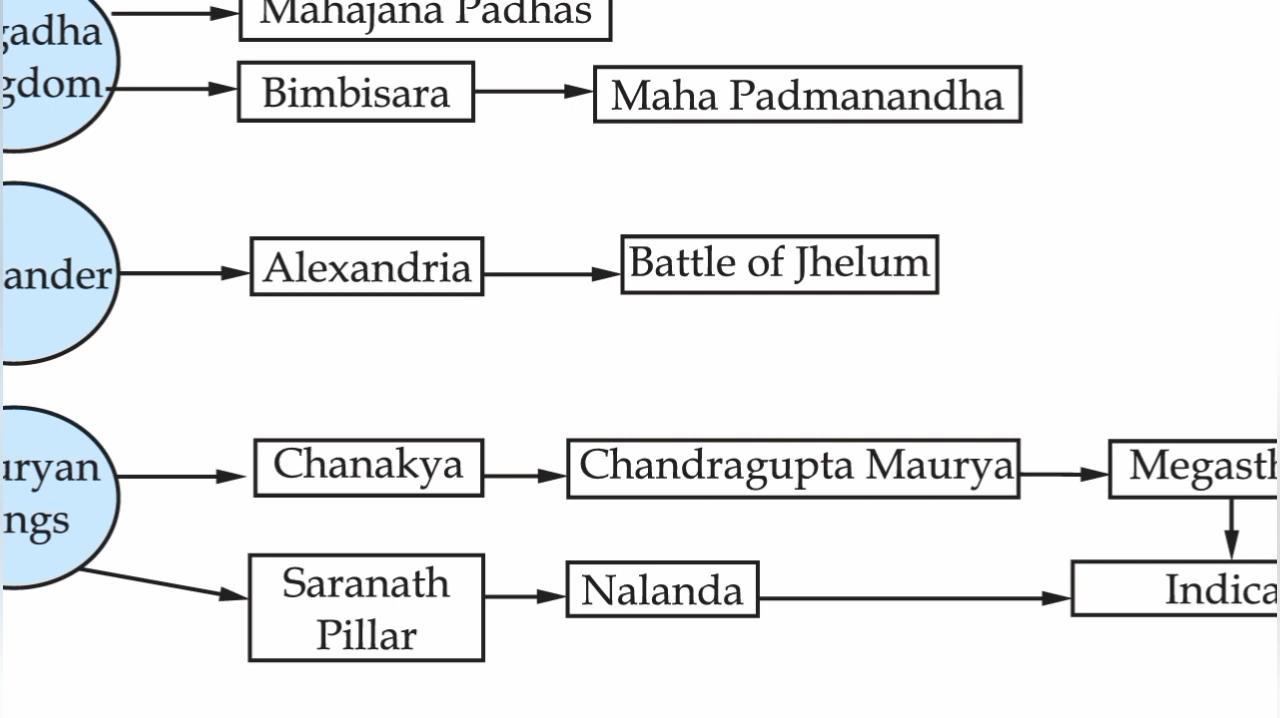 Mahajana Padhas
gadha
gdom
Bimbisara
Maha Padmanandha
ander
Alexandria
Battle of Jhelum
uryan
ngs
Chanakya
Chandragupta Maurya
Megasth
Saranath
Pillar
Nalanda
Indica